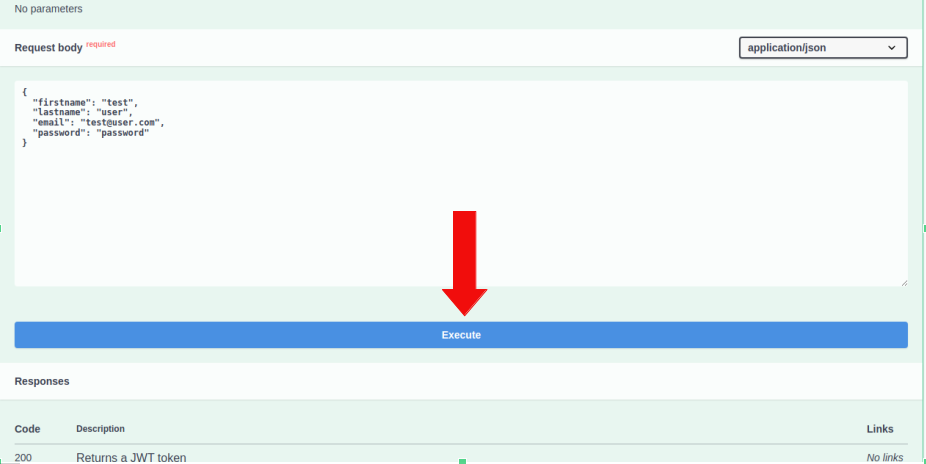 No parameters
Request body required
application/json
{
"firstname": "test",
"lastname": "user",
"email": "test@user.com",
"password": "password"
}
Execute
Responses
Code Description Links
200 Returns a JWT token No links